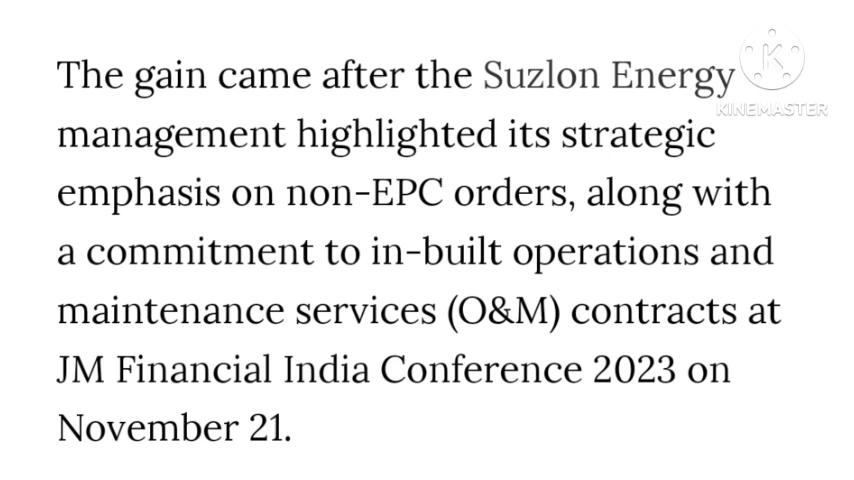 The gain came after the Suzlon Energy
KINEMASTER
management highlighted its strategic
emphasis on non-EPC orders, along with
a commitment to in-built operations and
maintenance services (O&M) contracts at
JM Financial India Conference 2023 on
November 21.